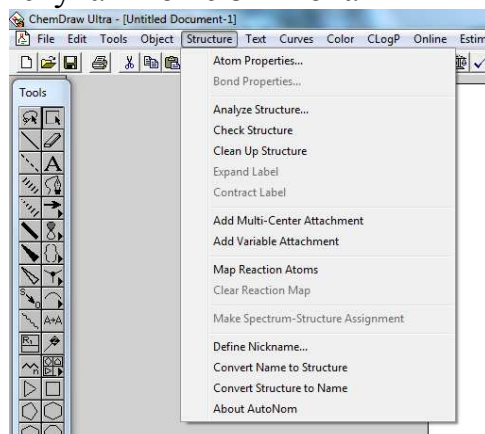 ChemDraw Ultra - [Untitled Document-1]
File Edit Tools Object Structure Text Curves Color CLogP Online Estim
Atom Properties...
Bond Properties...
Tools
Analyze Structure...
Check Structure
Clean Up Structure
Expand Label
Contract Label
Add Multi-Center Attachment
Add Variable Attachment
Map Reaction Atoms
Clear Reaction Map
Make Spectrum-Structure Assignment
Define Nickname...
Convert Name to Structure
Convert Structure to Name
About AutoNom